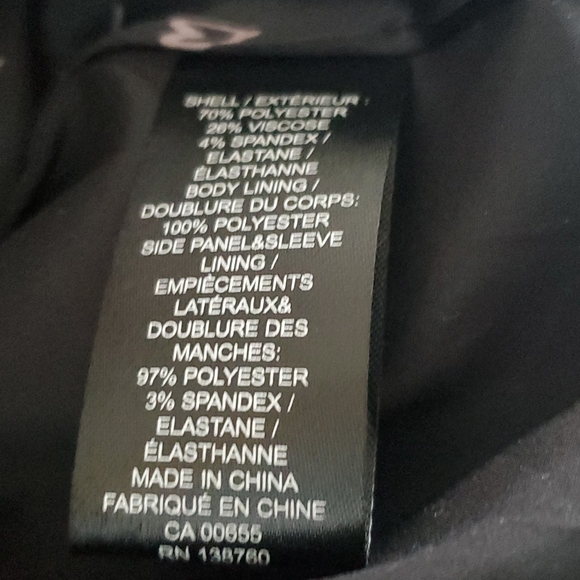 SHELL / EXTÉRIEUR :
70% POLYESTER
26% VISCOSE
4% SPANDEX /
ELASTANE /
ÉLASTHANNE
BODY LINING /
DOUBLURE DU CORPS:
100% POLYESTER
SIDE PANEL&SLEEVE
LINING /
EMPIÈCEMENTS
LATÉRAUX&
DOUBLURE DES
MANCHES:
97% POLYESTER
3% SPANDEX /
ELASTANE /
ÉLASTHANNE
MADE IN CHINA
FABRIQUÉ EN CHINE
CA 00655
RN 138760